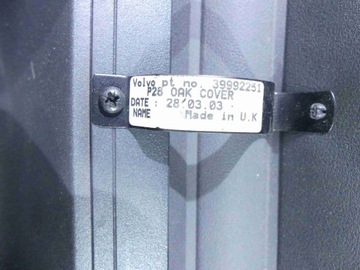 Volvo pt no. 39992251
P28 OAK COVER
DATE : 28.03.03
NAME Made in U.K